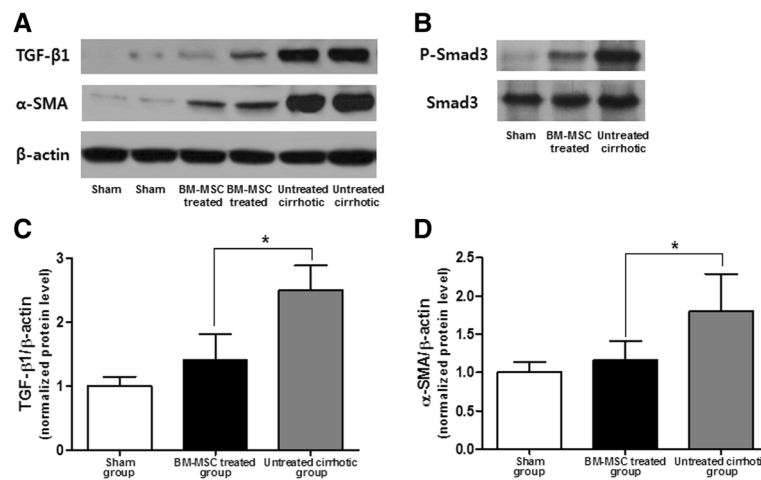 A
TGF-β1
α-SMA
β-actin
Sham Sham BM-MSC BM-MSC Untreated Untreated
treated treated cirrhotic cirrhotic
B
P-Smad3
Smad3
Sham BM-MSC Untreated
treated cirrhotic
C
TGF-β1/β-actin
(normalized protein level)
3
2
1
0
*
Sham BM-MSC treated Untreated cirrhotic
group group group
D
α-SMA/β-actin
(normalized protein level)
2.5
2.0
1.5
1.0
0.5
0.0
*
Sham BM-MSC treated Untreated cirrhotic
group group group